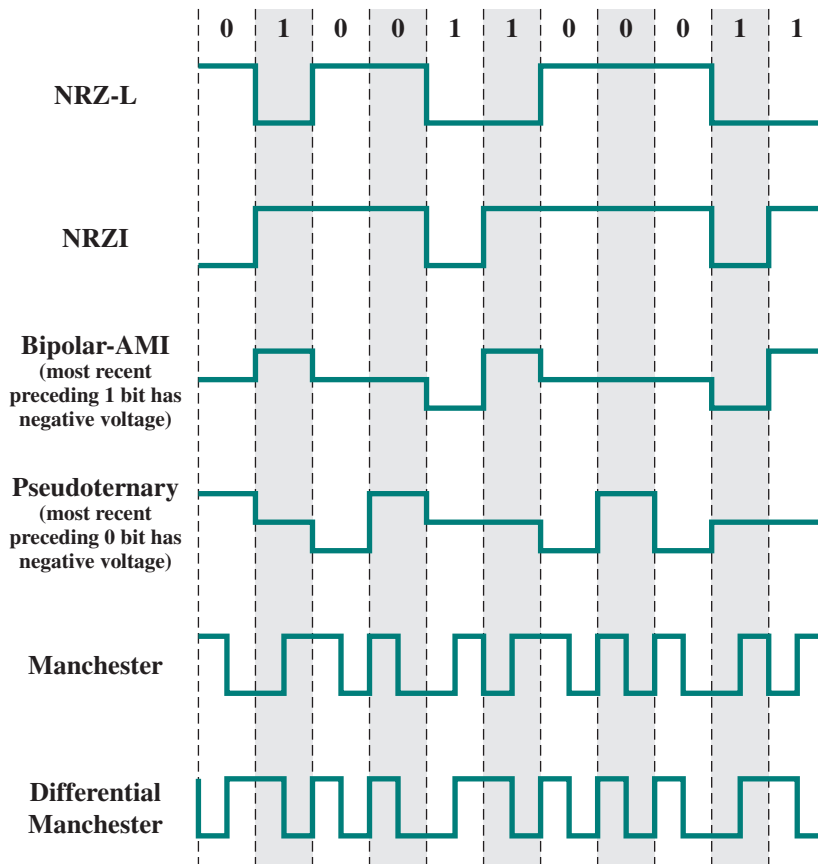 0 1 0 0 1 1 0 0 0 1 1
NRZ-L
NRZI
Bipolar-AMI
(most recent
preceding 1 bit has
negative voltage)
Pseudoternary
(most recent
preceding 0 bit has
negative voltage)
Manchester
Differential
Manchester